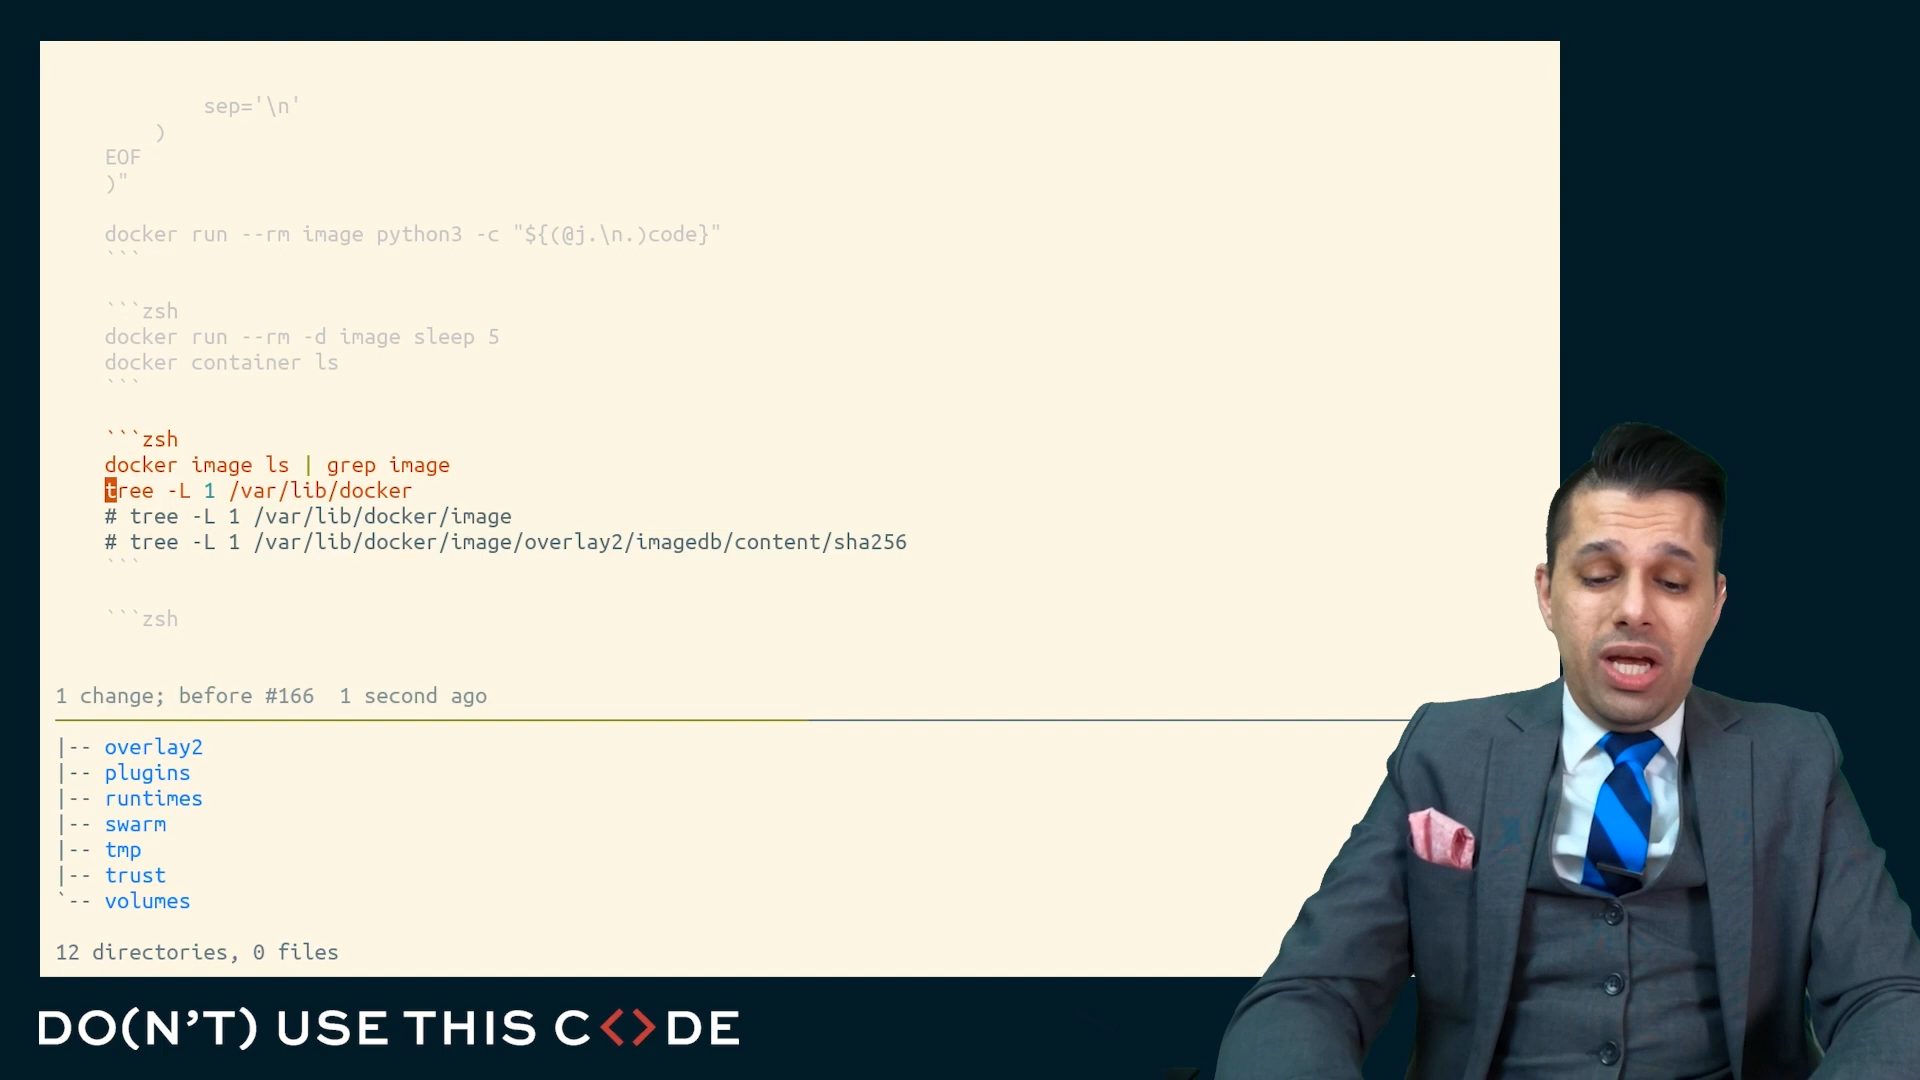 sep='\n'
)
EOF
)"
docker run --rm image python3 -c "${(@j.\n.)code}"
```
```zsh
docker run --rm -d image sleep 5
docker container ls
```
```zsh
docker image ls | grep image
tree -L 1 /var/lib/docker
# tree -L 1 /var/lib/docker/image
# tree -L 1 /var/lib/docker/image/overlay2/imagedb/content/sha256
```
```zsh
1 change; before #166  1 second ago
|-- overlay2
|-- plugins
|-- runtimes
|-- swarm
|-- tmp
|-- trust
`-- volumes
12 directories, 0 files
DO(N'T) USE THIS C<>DE